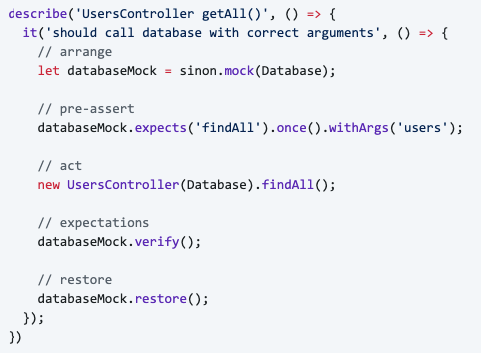 describe('UsersController getAll()', () => {
  it('should call database with correct arguments', () => {
    // arrange
    let databaseMock = sinon.mock(Database);

    // pre-assert
    databaseMock.expects('findAll').once().withArgs('users');

    // act
    new UsersController(Database).findAll();

    // expectations
    databaseMock.verify();

    // restore
    databaseMock.restore();
  });
})